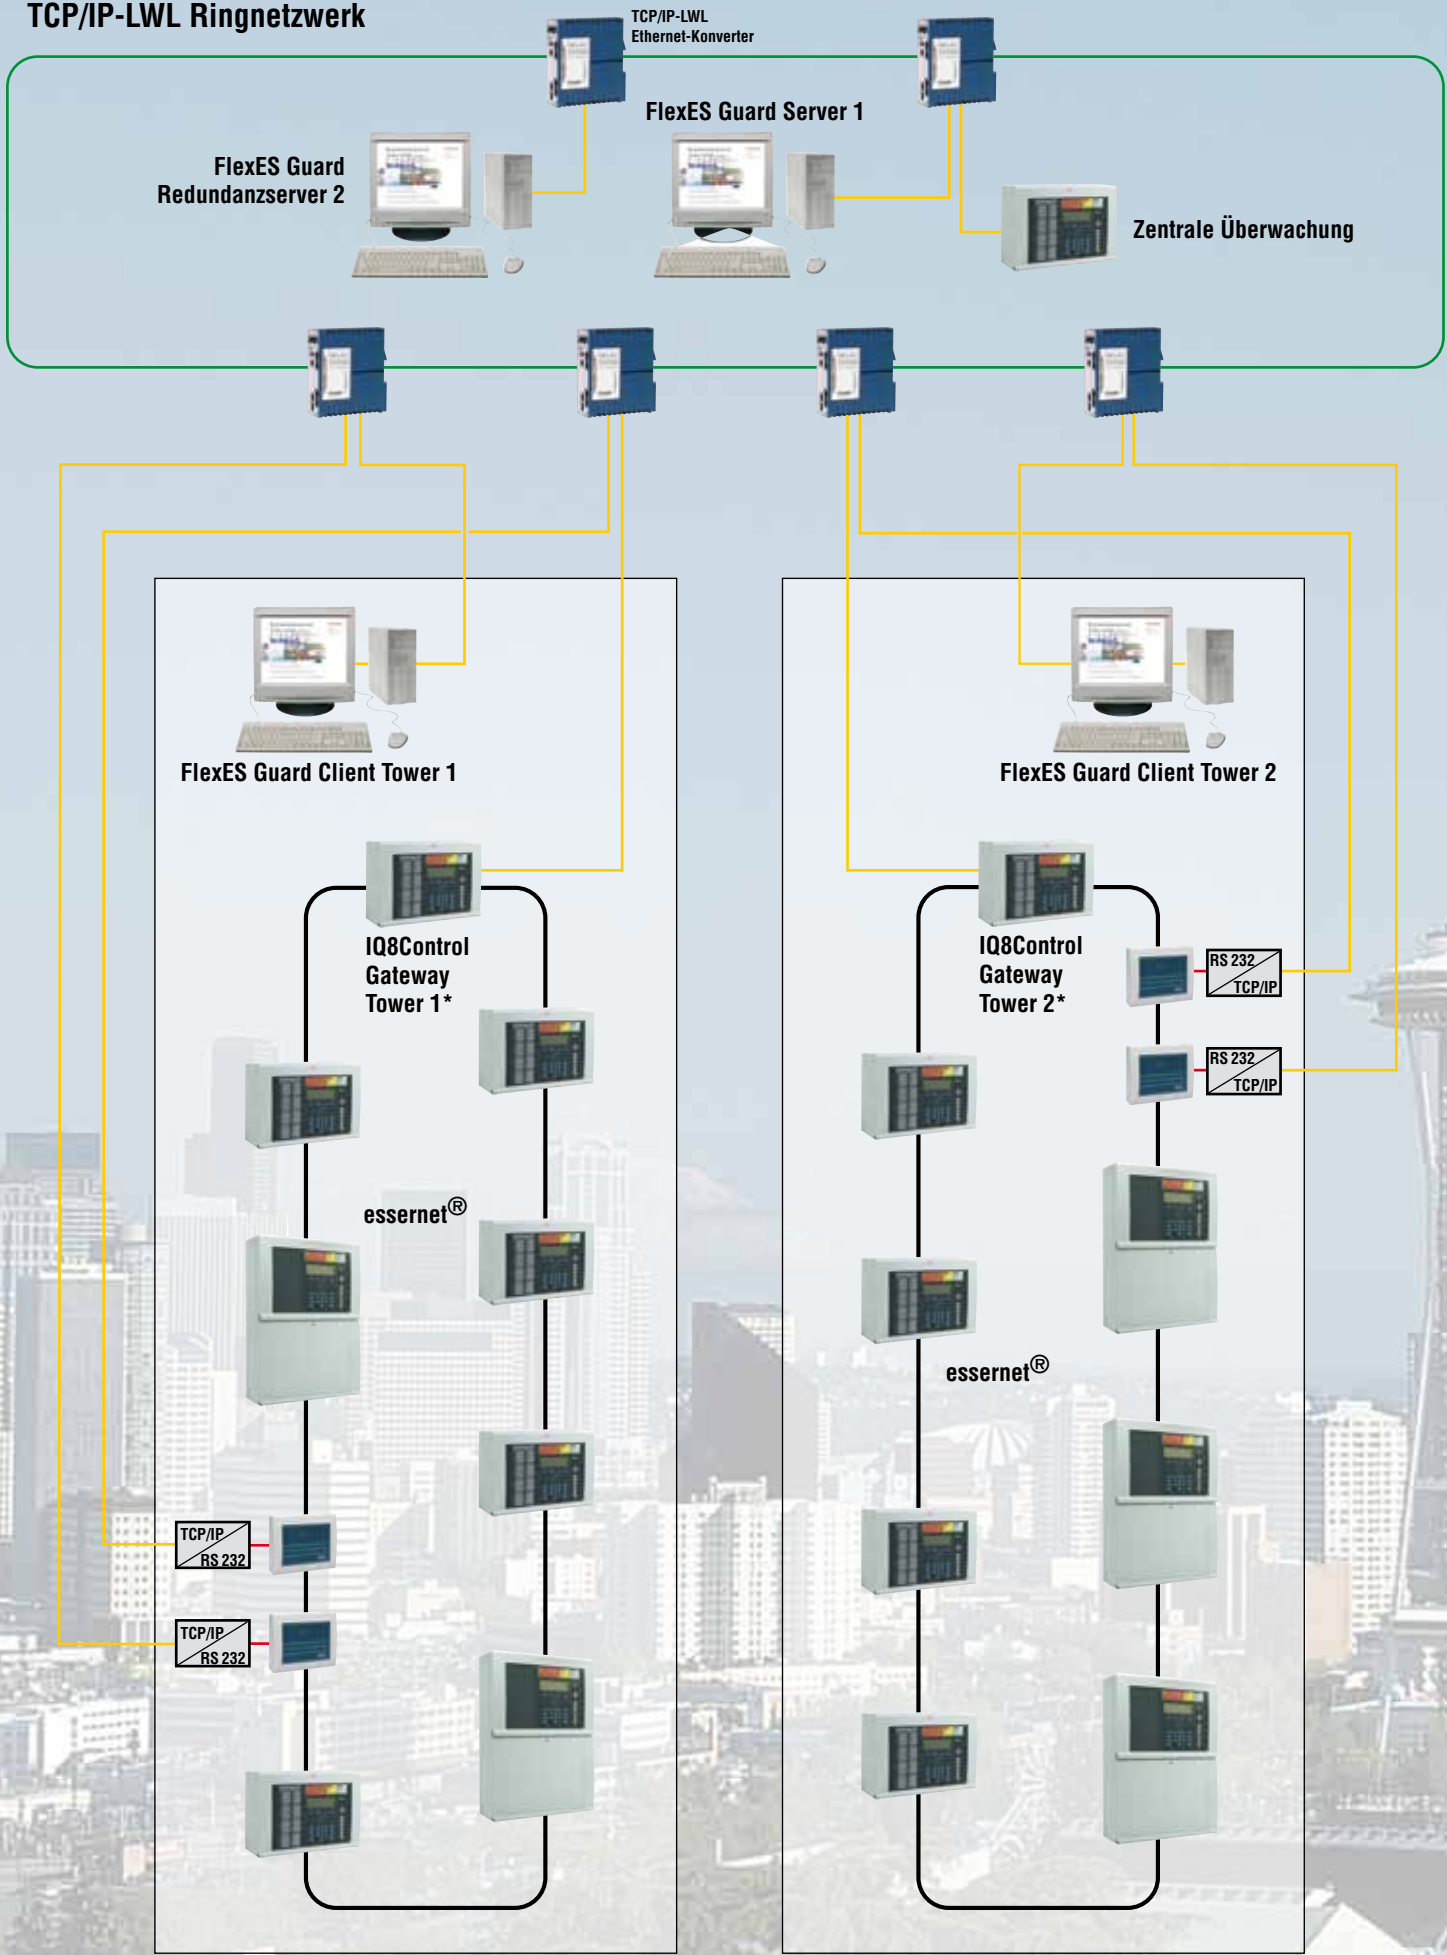 TCP/IP-LWL Ringnetzwerk
TCP/IP-LWL
Ethernet-Konverter
FlexES Guard Server 1
FlexES Guard
Redundanzserver 2
Zentrale Überwachung
FlexES Guard Client Tower 1
FlexES Guard Client Tower 2
IQ8Control
Gateway
Tower 1*
IQ8Control
Gateway
Tower 2*
RS 232
TCP/IP
RS 232
TCP/IP
essernet®
essernet®
TCP/IP
RS 232
TCP/IP
RS 232